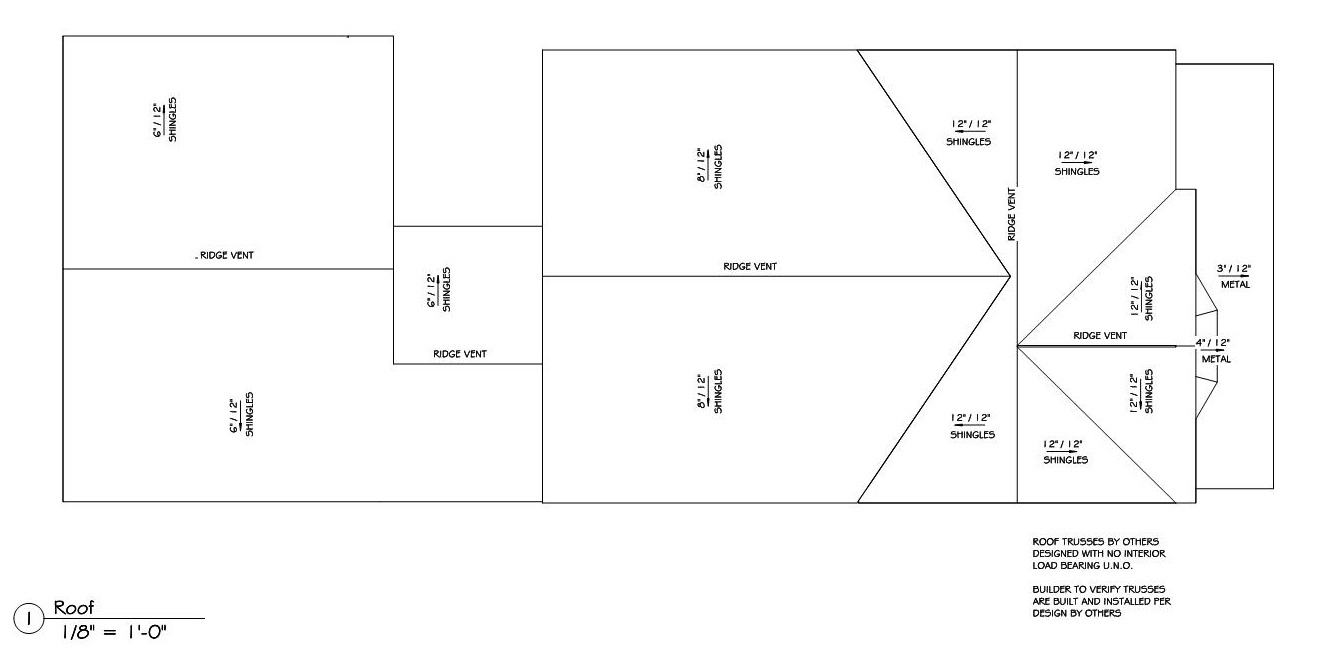 6"/12"
SHINGLES
RIDGE VENT
6"/12"
SHINGLES
6"/12"
SHINGLES
RIDGE VENT
8"/12"
SHINGLES
RIDGE VENT
8"/12"
SHINGLES
12"/12"
SHINGLES
12"/12"
SHINGLES
RIDGE VENT
12"/12"
SHINGLES
3"/12"
METAL
RIDGE VENT
4"/12"
METAL
12"/12"
SHINGLES
12"/12"
SHINGLES
12"/12"
SHINGLES
ROOF TRUSSES BY OTHERS
DESIGNED WITH NO INTERIOR
LOAD BEARING U.N.O.
BUILDER TO VERIFY TRUSSES
ARE BUILT AND INSTALLED PER
DESIGN BY OTHERS
1
Roof
1/8" = 1'-0"